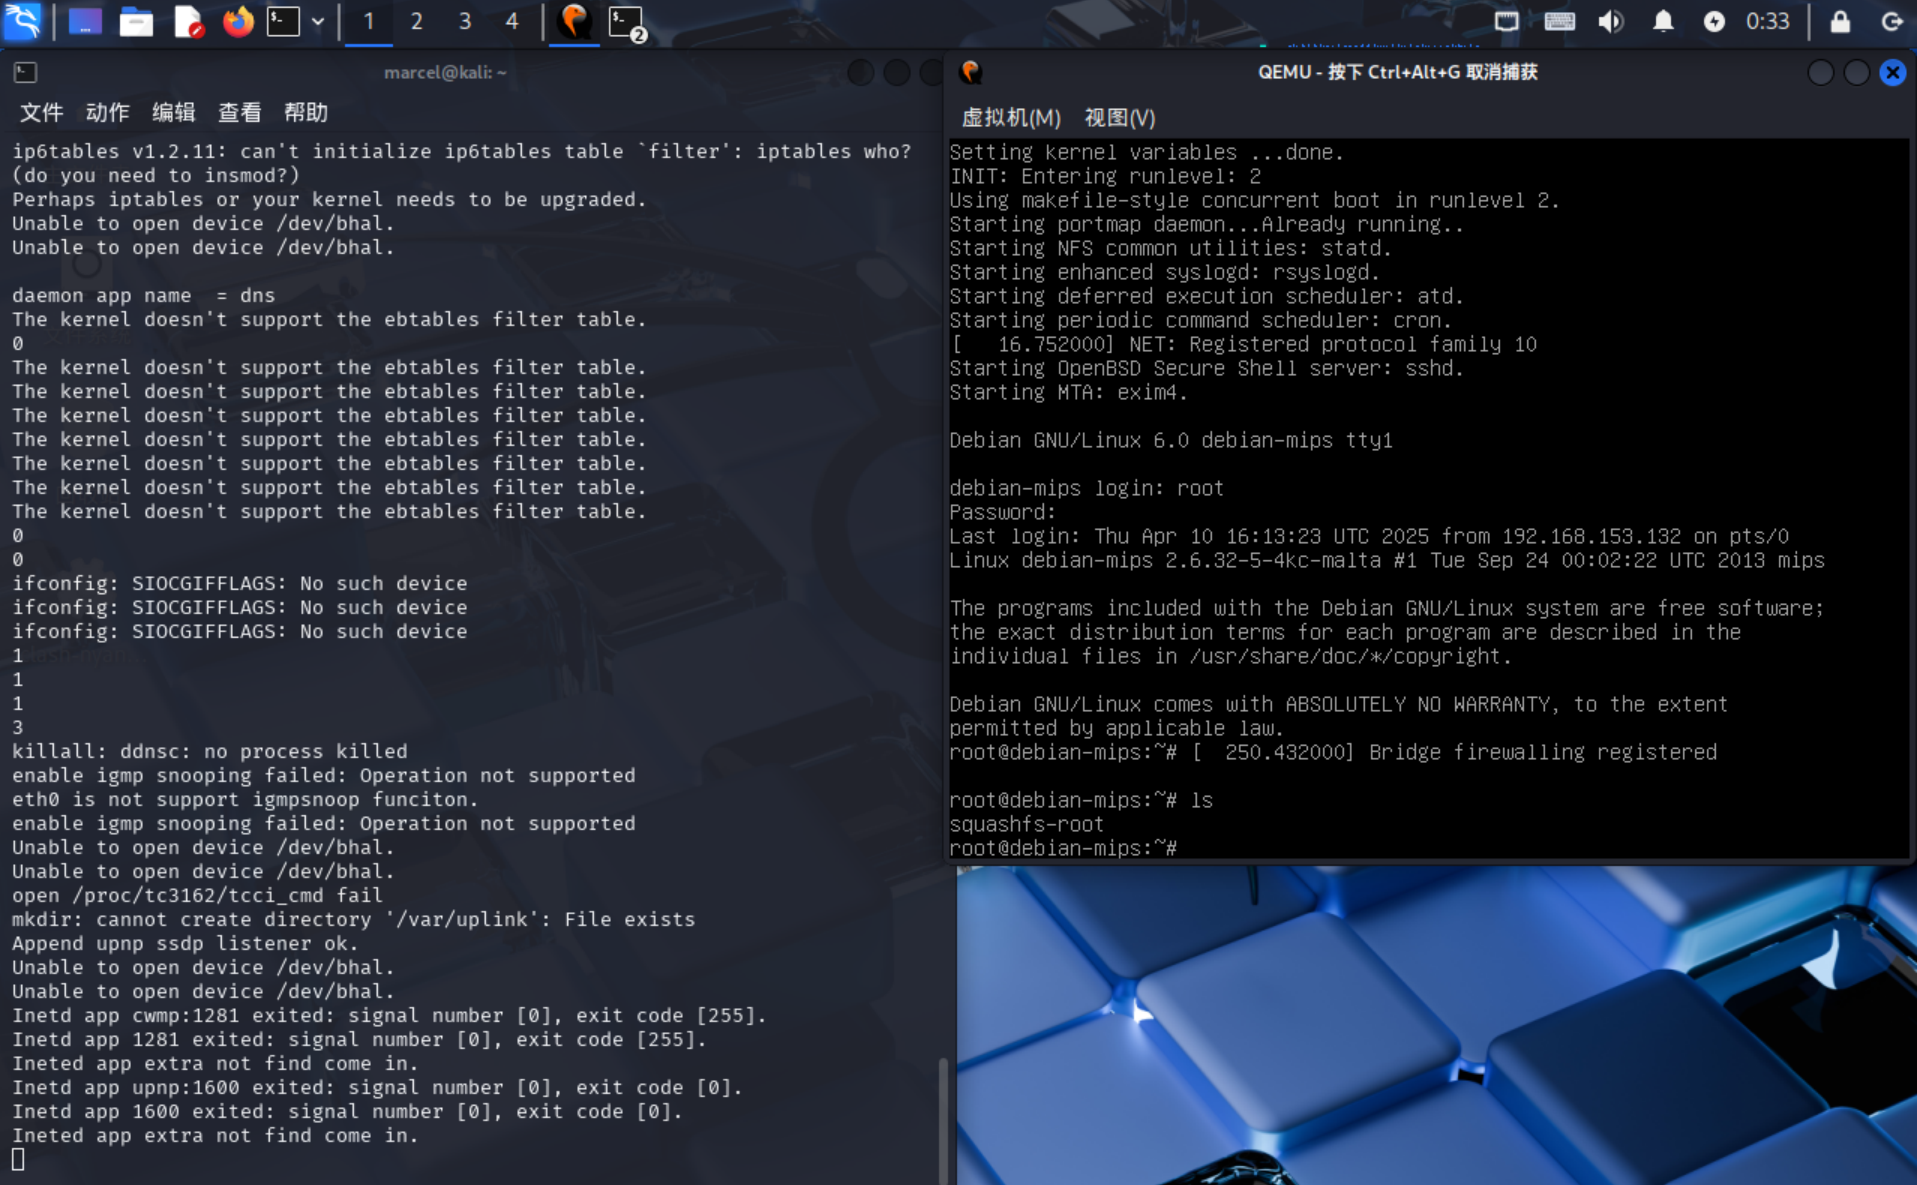 1 2 3 4 2 0:33
marcel@kali: ~
文件 动作 编辑 查看 帮助
ip6tables v1.2.11: can't initialize ip6tables table `filter': iptables who?
(do you need to insmod?)
Perhaps iptables or your kernel needs to be upgraded.
Unable to open device /dev/bhal.
Unable to open device /dev/bhal.
daemon app name  = dns
The kernel doesn't support the ebtables filter table.
0
The kernel doesn't support the ebtables filter table.
The kernel doesn't support the ebtables filter table.
The kernel doesn't support the ebtables filter table.
The kernel doesn't support the ebtables filter table.
The kernel doesn't support the ebtables filter table.
The kernel doesn't support the ebtables filter table.
The kernel doesn't support the ebtables filter table.
0
0
ifconfig: SIOCGIFFLAGS: No such device
ifconfig: SIOCGIFFLAGS: No such device
ifconfig: SIOCGIFFLAGS: No such device
1
1
1
3
killall: ddnsc: no process killed
enable igmp snooping failed: Operation not supported
eth0 is not support igmpsnoop funciton.
enable igmp snooping failed: Operation not supported
Unable to open device /dev/bhal.
Unable to open device /dev/bhal.
open /proc/tc3162/tcci_cmd fail
mkdir: cannot create directory '/var/uplink': File exists
Append upnp ssdp listener ok.
Unable to open device /dev/bhal.
Unable to open device /dev/bhal.
Inetd app cwmp:1281 exited: signal number [0], exit code [255].
Inetd app 1281 exited: signal number [0], exit code [255].
Ineted app extra not find come in.
Inetd app upnp:1600 exited: signal number [0], exit code [0].
Inetd app 1600 exited: signal number [0], exit code [0].
Ineted app extra not find come in.
QEMU - 按下 Ctrl+Alt+G 取消捕获
虚拟机(M) 视图(V)
Setting kernel variables ...done.
INIT: Entering runlevel: 2
Using makefile-style concurrent boot in runlevel 2.
Starting portmap daemon...Already running..
Starting NFS common utilities: statd.
Starting enhanced syslogd: rsyslogd.
Starting deferred execution scheduler: atd.
Starting periodic command scheduler: cron.
[   16.752000] NET: Registered protocol family 10
Starting OpenBSD Secure Shell server: sshd.
Starting MTA: exim4.
Debian GNU/Linux 6.0 debian-mips tty1
debian-mips login: root
Password:
Last login: Thu Apr 10 16:13:23 UTC 2025 from 192.168.153.132 on pts/0
Linux debian-mips 2.6.32-5-4kc-malta #1 Tue Sep 24 00:02:22 UTC 2013 mips
The programs included with the Debian GNU/Linux system are free software;
the exact distribution terms for each program are described in the
individual files in /usr/share/doc/*/copyright.
Debian GNU/Linux comes with ABSOLUTELY NO WARRANTY, to the extent
permitted by applicable law.
root@debian-mips:~# [  250.432000] Bridge firewalling registered
root@debian-mips:~# ls
squashfs-root
root@debian-mips:~#